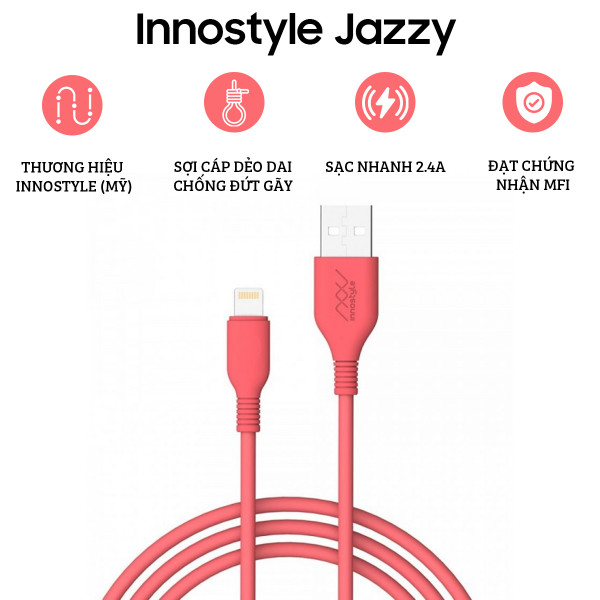 Innostyle Jazzy
THƯƠNG HIỆU
INNOSTYLE (MỸ)
SỢI CÁP DẺO DAI
CHỐNG ĐỨT GÃY
SẠC NHANH 2.4A
ĐẠT CHỨNG
NHẬN MFI
innostyle